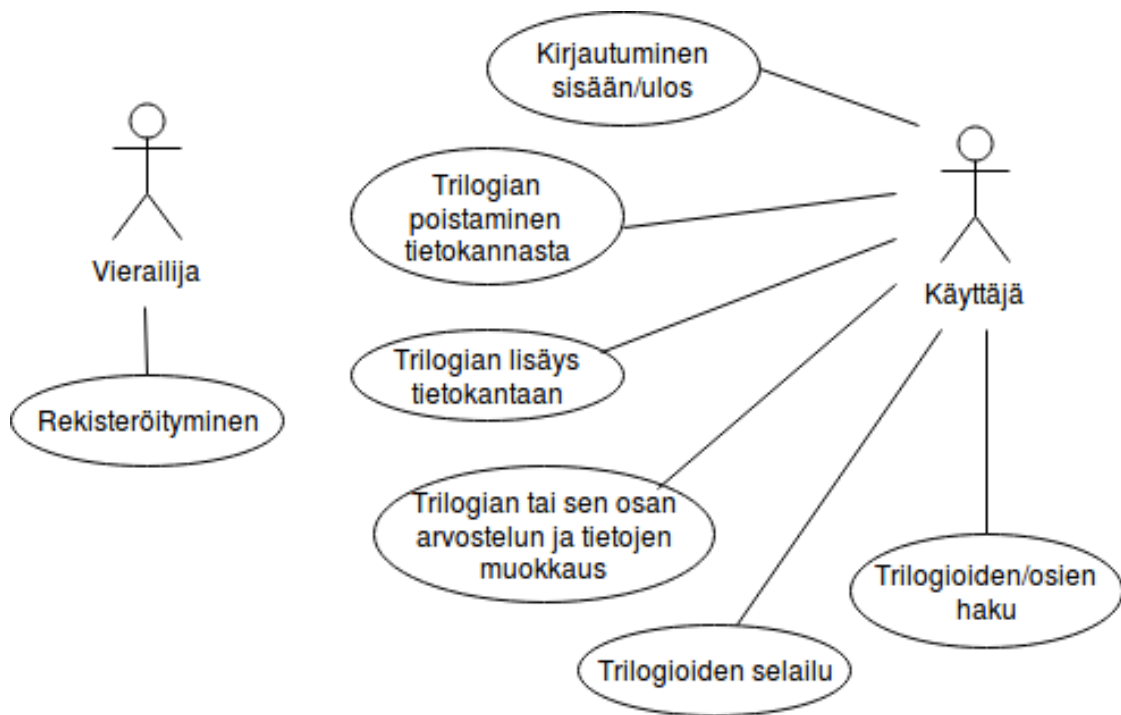 Kirjautuminen
sisään/ulos
Trilogian
poistaminen
tietokannasta
Vierailija
Käyttäjä
Trilogian lisäys
tietokantaan
Rekisteröityminen
Trilogian tai sen osan
arvostelun ja tietojen
muokkaus
Trilogioiden/osien
haku
Trilogioiden selailu